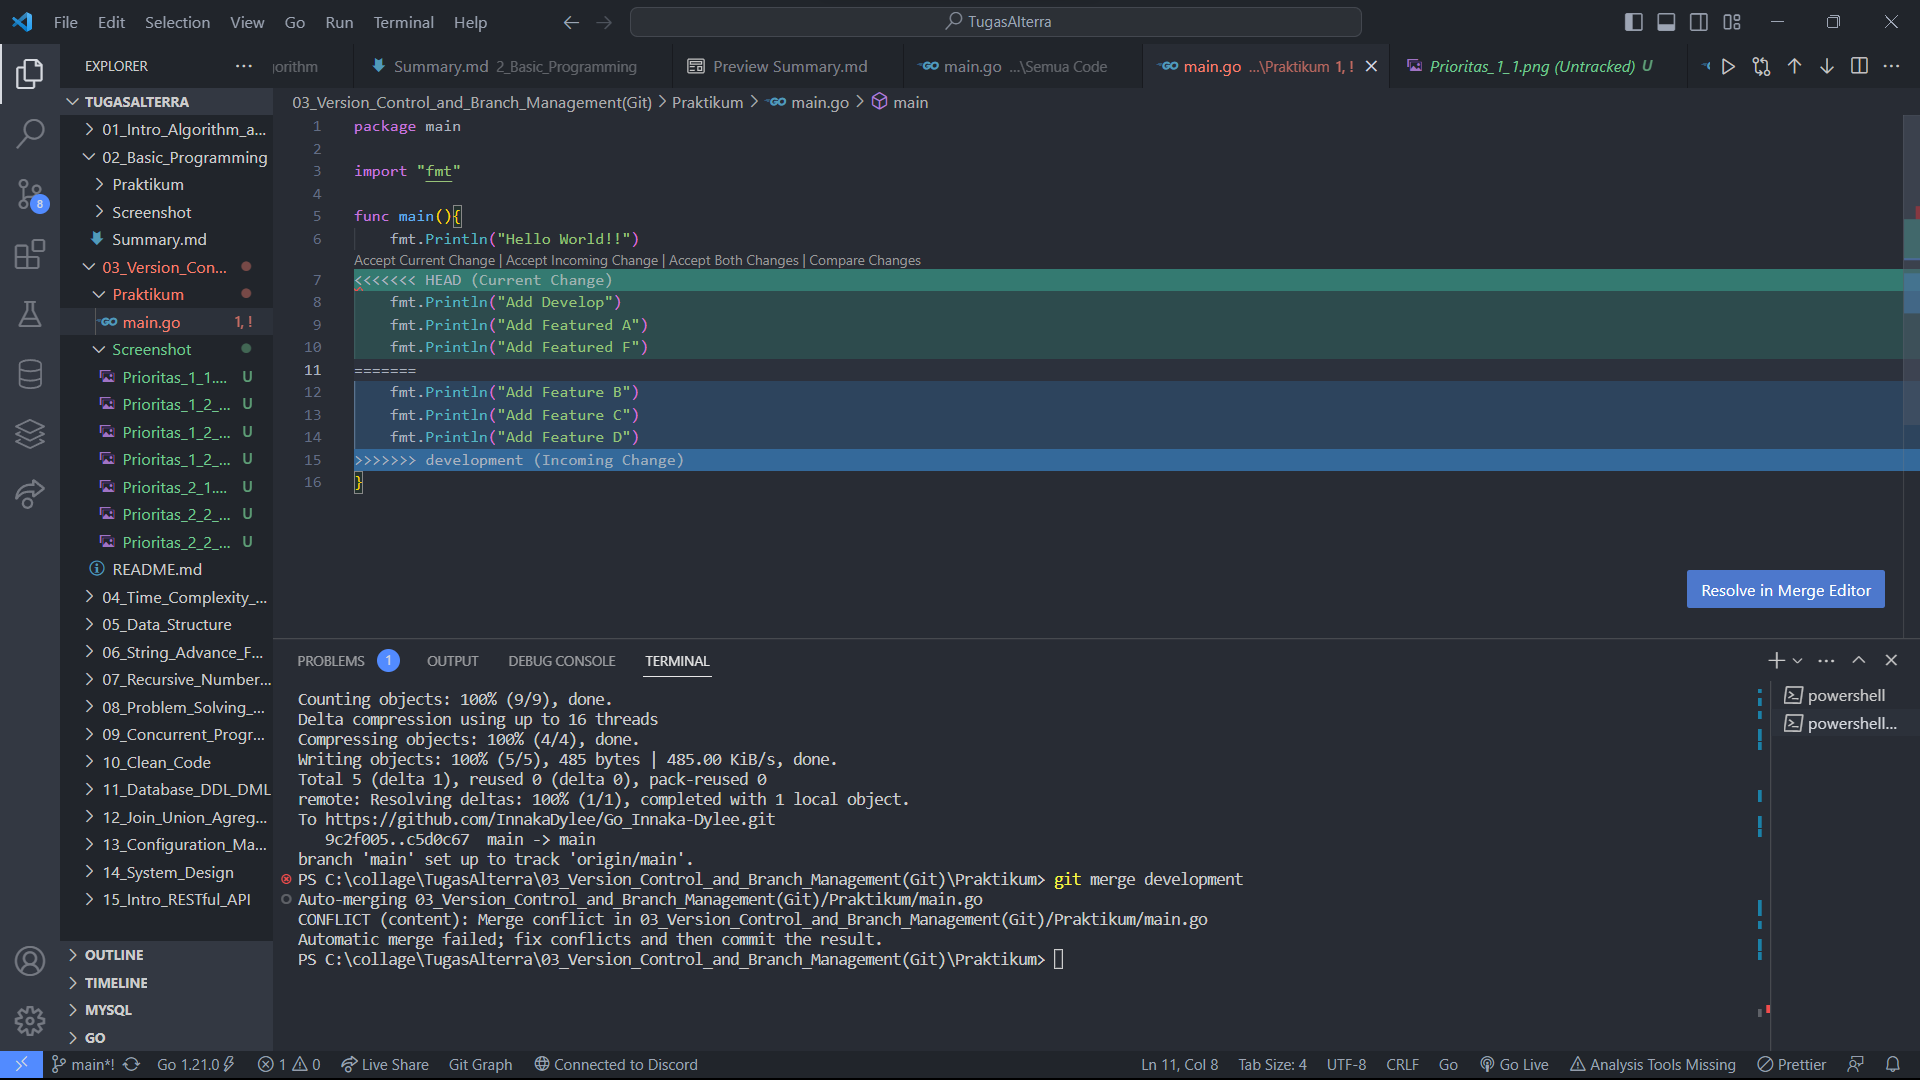 File Edit Selection View Go Run Terminal Help
TugasAlterra
EXPLORER
gorithm
Summary.md 2_Basic_Programming
Preview Summary.md
main.go ...\Semua Code
main.go ...\Praktikum 1, !
Prioritas_1_1.png (Untracked) U
TUGASALTERRA
01_Intro_Algorithm_a...
02_Basic_Programming
Praktikum
Screenshot
Summary.md
03_Version_Con...
Praktikum
main.go 1, !
Screenshot
Prioritas_1_1.... U
Prioritas_1_2_... U
Prioritas_1_2_... U
Prioritas_1_2_... U
Prioritas_2_1.... U
Prioritas_2_2_... U
Prioritas_2_2_... U
README.md
04_Time_Complexity_...
05_Data_Structure
06_String_Advance_F...
07_Recursive_Number...
08_Problem_Solving_...
09_Concurrent_Progr...
10_Clean_Code
11_Database_DDL_DML
12_Join_Union_Agreg...
13_Configuration_Ma...
14_System_Design
15_Intro_RESTful_API
OUTLINE
TIMELINE
MYSQL
GO
8
03_Version_Control_and_Branch_Management(Git) > Praktikum > main.go > main
1 package main
2
3 import "fmt"
4
5 func main(){
6 fmt.Println("Hello World!!")
Accept Current Change | Accept Incoming Change | Accept Both Changes | Compare Changes
7 <<<<<<< HEAD (Current Change)
8 fmt.Println("Add Develop")
9 fmt.Println("Add Featured A")
10 fmt.Println("Add Featured F")
11 =======
12 fmt.Println("Add Feature B")
13 fmt.Println("Add Feature C")
14 fmt.Println("Add Feature D")
15 >>>>>>> development (Incoming Change)
16 }
Resolve in Merge Editor
PROBLEMS 1 OUTPUT DEBUG CONSOLE TERMINAL
Counting objects: 100% (9/9), done.
Delta compression using up to 16 threads
Compressing objects: 100% (4/4), done.
Writing objects: 100% (5/5), 485 bytes | 485.00 KiB/s, done.
Total 5 (delta 1), reused 0 (delta 0), pack-reused 0
remote: Resolving deltas: 100% (1/1), completed with 1 local object.
To https://github.com/InnakaDylee/Go_Innaka-Dylee.git
9c2f005..c5d0c67 main -> main
branch 'main' set up to track 'origin/main'.
PS C:\collage\TugasAlterra\03_Version_Control_and_Branch_Management(Git)\Praktikum> git merge development
Auto-merging 03_Version_Control_and_Branch_Management(Git)/Praktikum/main.go
CONFLICT (content): Merge conflict in 03_Version_Control_and_Branch_Management(Git)/Praktikum/main.go
Automatic merge failed; fix conflicts and then commit the result.
PS C:\collage\TugasAlterra\03_Version_Control_and_Branch_Management(Git)\Praktikum>
powershell
powershell...
main*! Go 1.21.0 1 0 Live Share Git Graph Connected to Discord
Ln 11, Col 8 Tab Size: 4 UTF-8 CRLF Go Go Live Analysis Tools Missing Prettier